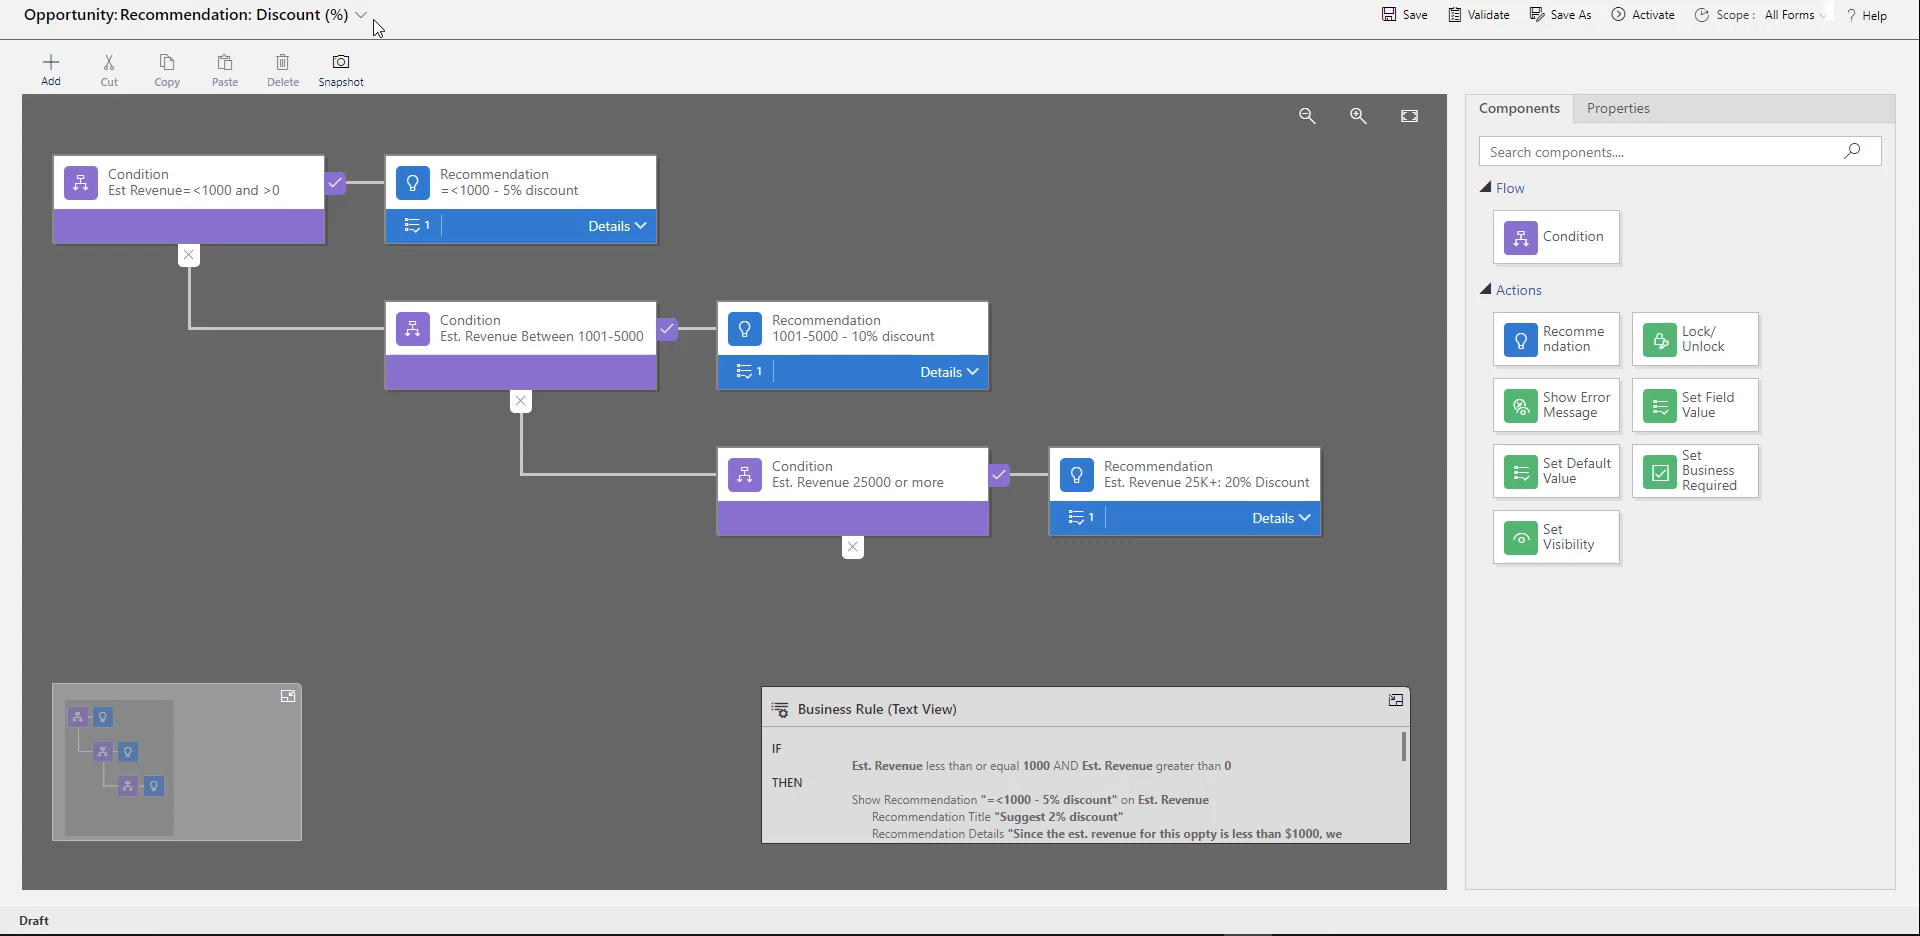 Opportunity: Recommendation: Discount (%)
Save
Validate
Save As
Activate
Scope :
All Forms
? Help
Add
Cut
Copy
Paste
Delete
Snapshot
Condition
Est Revenue=<1000 and >0
Recommendation
=<1000 - 5% discount
1
Details
Condition
Est. Revenue Between 1001-5000
Recommendation
1001-5000 - 10% discount
1
Details
Condition
Est. Revenue 25000 or more
Recommendation
Est. Revenue 25K+: 20% Discount
1
Details
Business Rule (Text View)
IF
Est. Revenue less than or equal 1000 AND Est. Revenue greater than 0
THEN
Show Recommendation "=<1000 - 5% discount" on Est. Revenue
Recommendation Title "Suggest 2% discount"
Recommendation Details "Since the est. revenue for this oppty is less than $1000, we
Components
Properties
Search components....
Flow
Condition
Actions
Recomme
ndation
Lock/
Unlock
Show Error
Message
Set Field
Value
Set Default
Value
Set
Business
Required
Set
Visibility
Draft